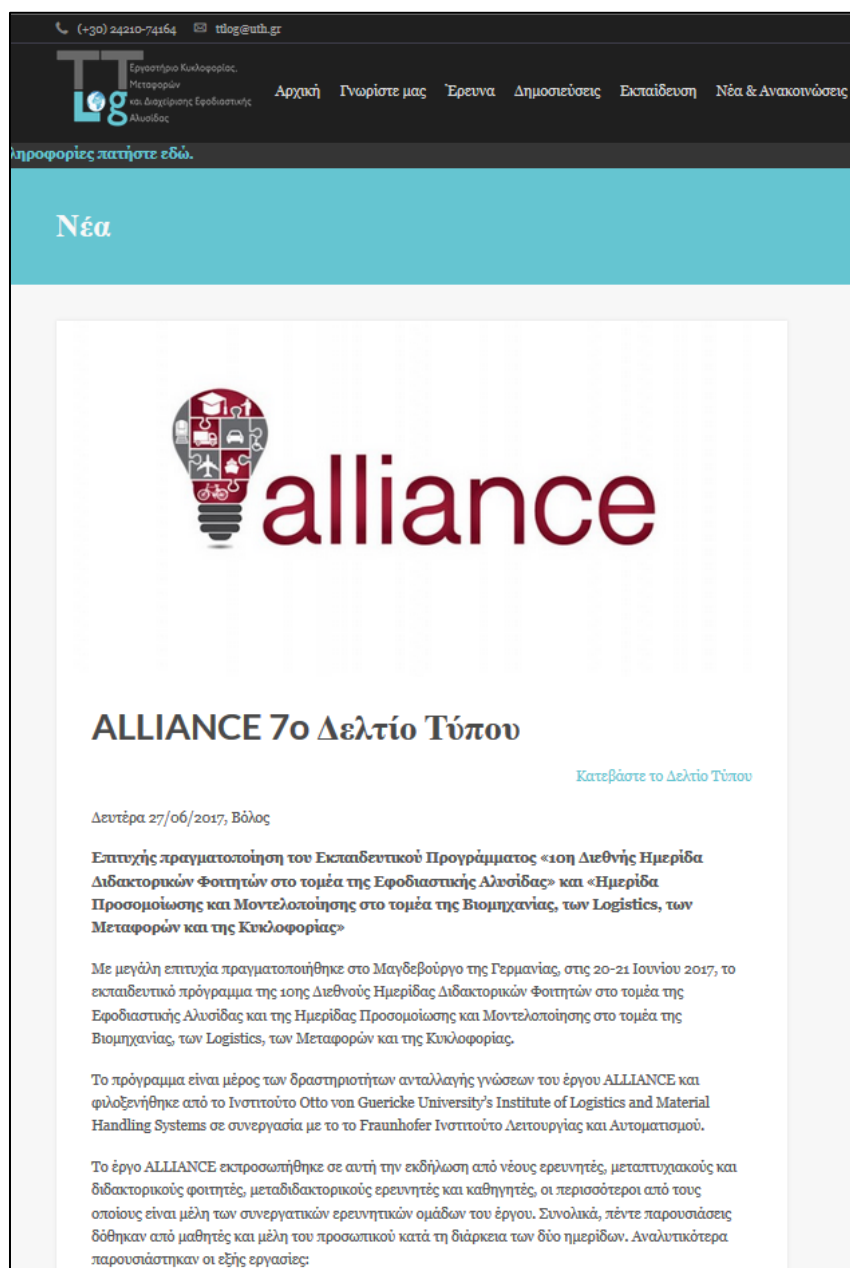 (+30) 24210-74164 ttlog@uth.gr
Εργαστήριο Κυκλοφορίας,
Μεταφορών
και Διαχείρισης Εφοδιαστικής
Αλυσίδας
TTLog
Αρχική Γνωρίστε μας Έρευνα Δημοσιεύσεις Εκπαίδευση Νέα & Ανακοινώσεις
ληροφορίες πατήστε εδώ.
Νέα
alliance
ALLIANCE 7ο Δελτίο Τύπου
Κατεβάστε το Δελτίο Τύπου
Δευτέρα 27/06/2017, Βόλος
Επιτυχής πραγματοποίηση του Εκπαιδευτικού Προγράμματος «10η Διεθνής Ημερίδα
Διδακτορικών Φοιτητών στο τομέα της Εφοδιαστικής Αλυσίδας» και «Ημερίδα
Προσομοίωσης και Μοντελοποίησης στο τομέα της Βιομηχανίας, των Logistics, των
Μεταφορών και της Κυκλοφορίας»
Με μεγάλη επιτυχία πραγματοποιήθηκε στο Μαγδεβούργο της Γερμανίας, στις 20-21 Ιουνίου 2017, το
εκπαιδευτικό πρόγραμμα της 10ης Διεθνούς Ημερίδας Διδακτορικών Φοιτητών στο τομέα της
Εφοδιαστικής Αλυσίδας και της Ημερίδας Προσομοίωσης και Μοντελοποίησης στο τομέα της
Βιομηχανίας, των Logistics, των Μεταφορών και της Κυκλοφορίας.
Το πρόγραμμα είναι μέρος των δραστηριοτήτων ανταλλαγής γνώσεων του έργου ALLIANCE και
φιλοξενήθηκε από το Ινστιτούτο Otto von Guericke University's Institute of Logistics and Material
Handling Systems σε συνεργασία με το το Fraunhofer Ινστιτούτο Λειτουργίας και Αυτοματισμού.
Το έργο ALLIANCE εκπροσωπήθηκε σε αυτή την εκδήλωση από νέους ερευνητές, μεταπτυχιακούς και
διδακτορικούς φοιτητές, μεταδιδακτορικούς ερευνητές και καθηγητές, οι περισσότεροι από τους
οποίους είναι μέλη των συνεργατικών ερευνητικών ομάδων του έργου. Συνολικά, πέντε παρουσιάσεις
δόθηκαν από μαθητές και μέλη του προσωπικού κατά τη διάρκεια των δύο ημερίδων. Αναλυτικότερα
παρουσιάστηκαν οι εξής εργασίες: